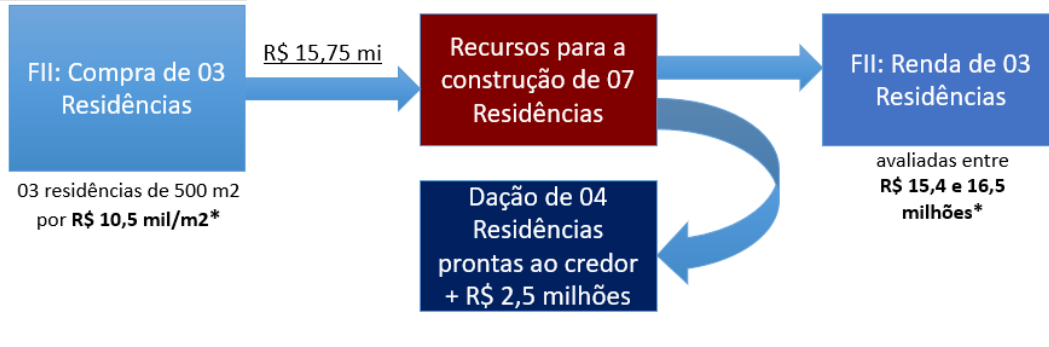 FII: Compra de 03
Residências
03 residências de 500 m2
por R$ 10,5 mil/m2*
R$ 15,75 mi
Recursos para a
construção de 07
Residências
Dação de 04
Residências
prontas ao credor
+ R$ 2,5 milhões
FII: Renda de 03
Residências
avaliadas entre
R$ 15,4 e 16,5
milhões*